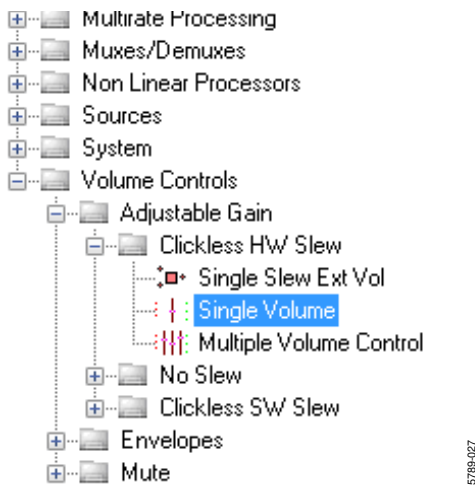 Multirate Processing
Muxes/Demuxes
Non Linear Processors
Sources
System
Volume Controls
Adjustable Gain
Clickless HW Slew
Single Slew Ext Vol
Single Volume
Multiple Volume Control
No Slew
Clickless SW Slew
Envelopes
Mute
5789-027